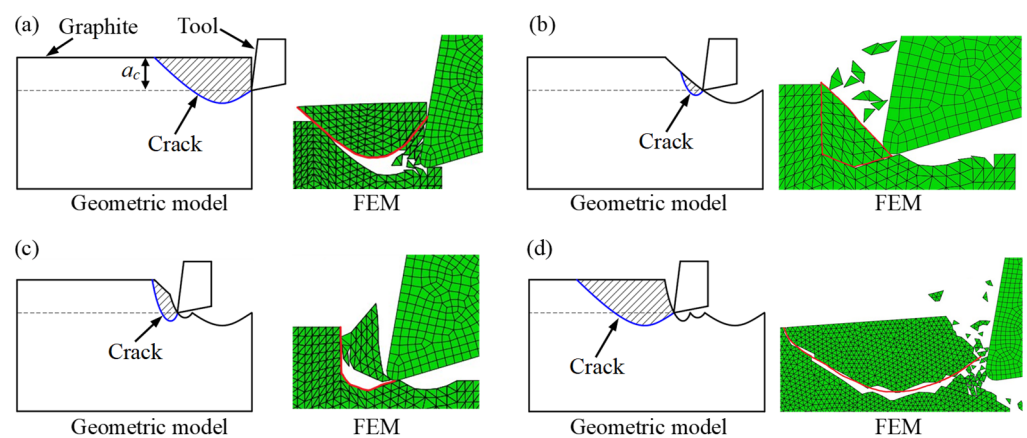 (a)
Graphite
Tool
a_c
Crack
Geometric model
FEM
(b)
Crack
Geometric model
FEM
(c)
Crack
Geometric model
FEM
(d)
Crack
Geometric model
FEM